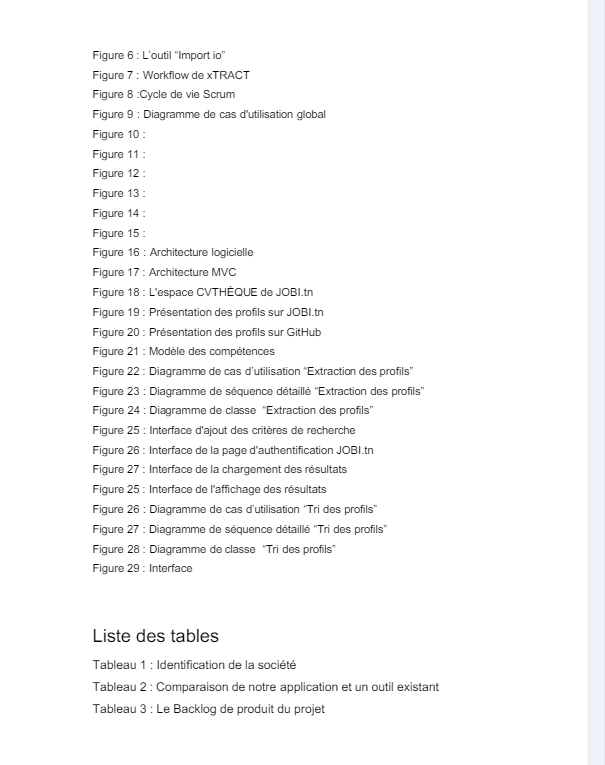 Figure 6 : L'outil “Import io”
Figure 7 : Workflow de xTRACT
Figure 8 :Cycle de vie Scrum
Figure 9 : Diagramme de cas d'utilisation global
Figure 10 :
Figure 11 :
Figure 12 :
Figure 13 :
Figure 14 :
Figure 15 :
Figure 16 : Architecture logicielle
Figure 17 : Architecture MVC
Figure 18 : L'espace CVTHÈQUE de JOBI.tn
Figure 19 : Présentation des profils sur JOBI.tn
Figure 20 : Présentation des profils sur GitHub
Figure 21 : Modèle des compétences
Figure 22 : Diagramme de cas d'utilisation “Extraction des profils”
Figure 23 : Diagramme de séquence détaillé “Extraction des profils”
Figure 24 : Diagramme de classe “Extraction des profils”
Figure 25 : Interface d'ajout des critères de recherche
Figure 26 : Interface de la page d'authentification JOBI.tn
Figure 27 : Interface de la chargement des résultats
Figure 25 : Interface de l'affichage des résultats
Figure 26 : Diagramme de cas d'utilisation “Tri des profils”
Figure 27 : Diagramme de séquence détaillé “Tri des profils”
Figure 28 : Diagramme de classe “Tri des profils”
Figure 29 : Interface
Liste des tables
Tableau 1 : Identification de la société
Tableau 2 : Comparaison de notre application et un outil existant
Tableau 3 : Le Backlog de produit du projet